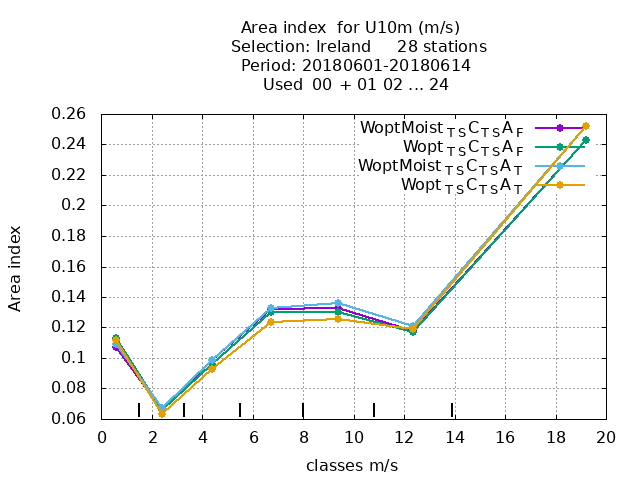 Area index  for U10m (m/s)
Selection: Ireland     28 stations
Period: 20180601-20180614
Used  00 + 01 02 ... 24
WoptMoist TS C TS A F
Wopt TS C TS A F
WoptMoist TS C TS A T
Wopt TS C TS A T
0.26
0.24
0.22
0.2
0.18
0.16
0.14
0.12
0.1
0.08
0.06
Area index
0 2 4 6 8 10 12 14 16 18 20
classes m/s